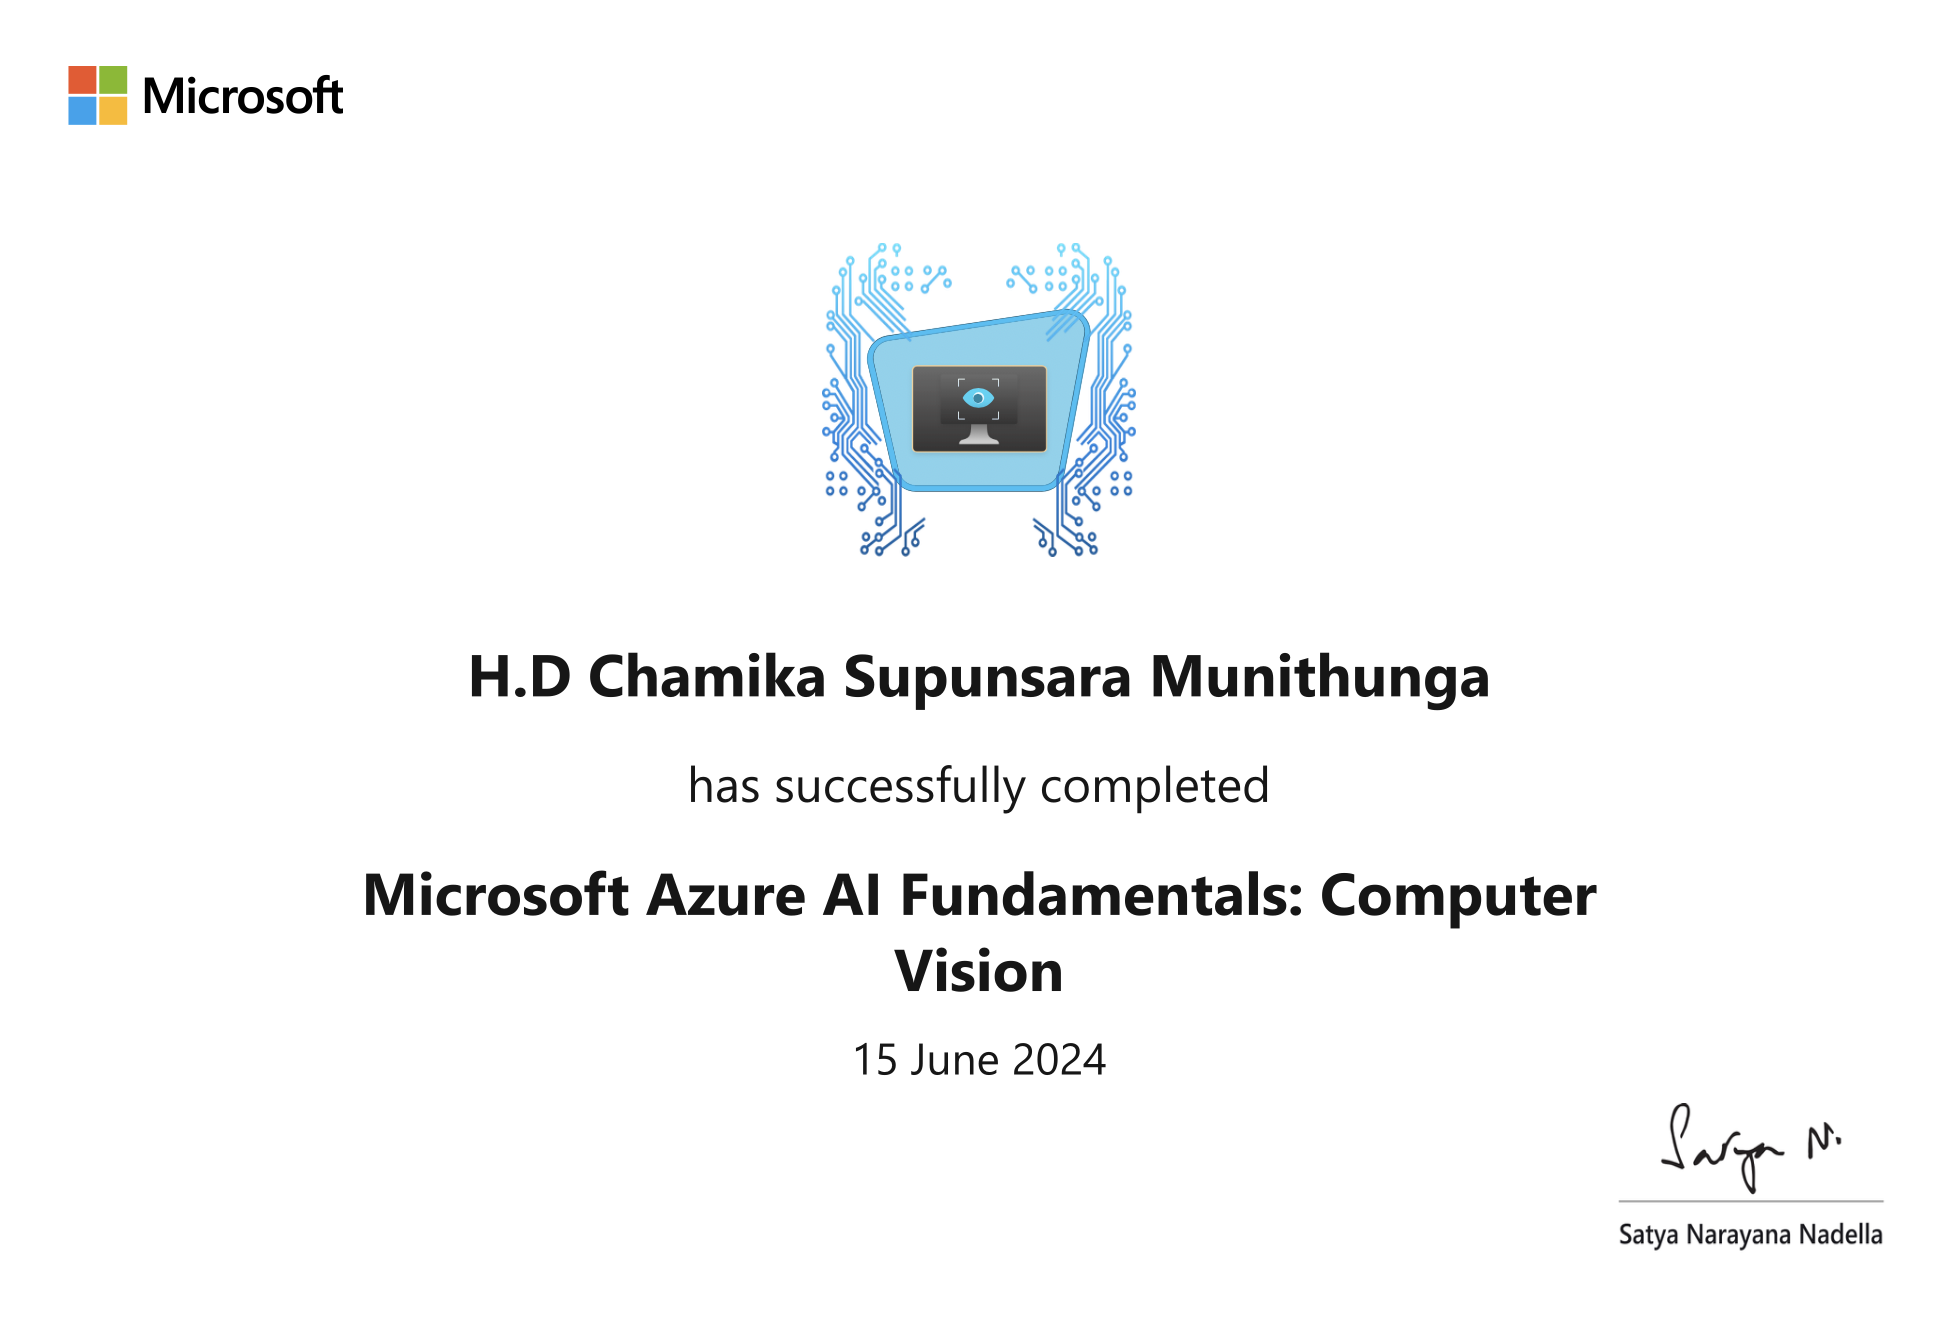 Microsoft
H.D Chamika Supunsara Munithunga
has successfully completed
Microsoft Azure AI Fundamentals: Computer
Vision
15 June 2024
Satya N.
Satya Narayana Nadella